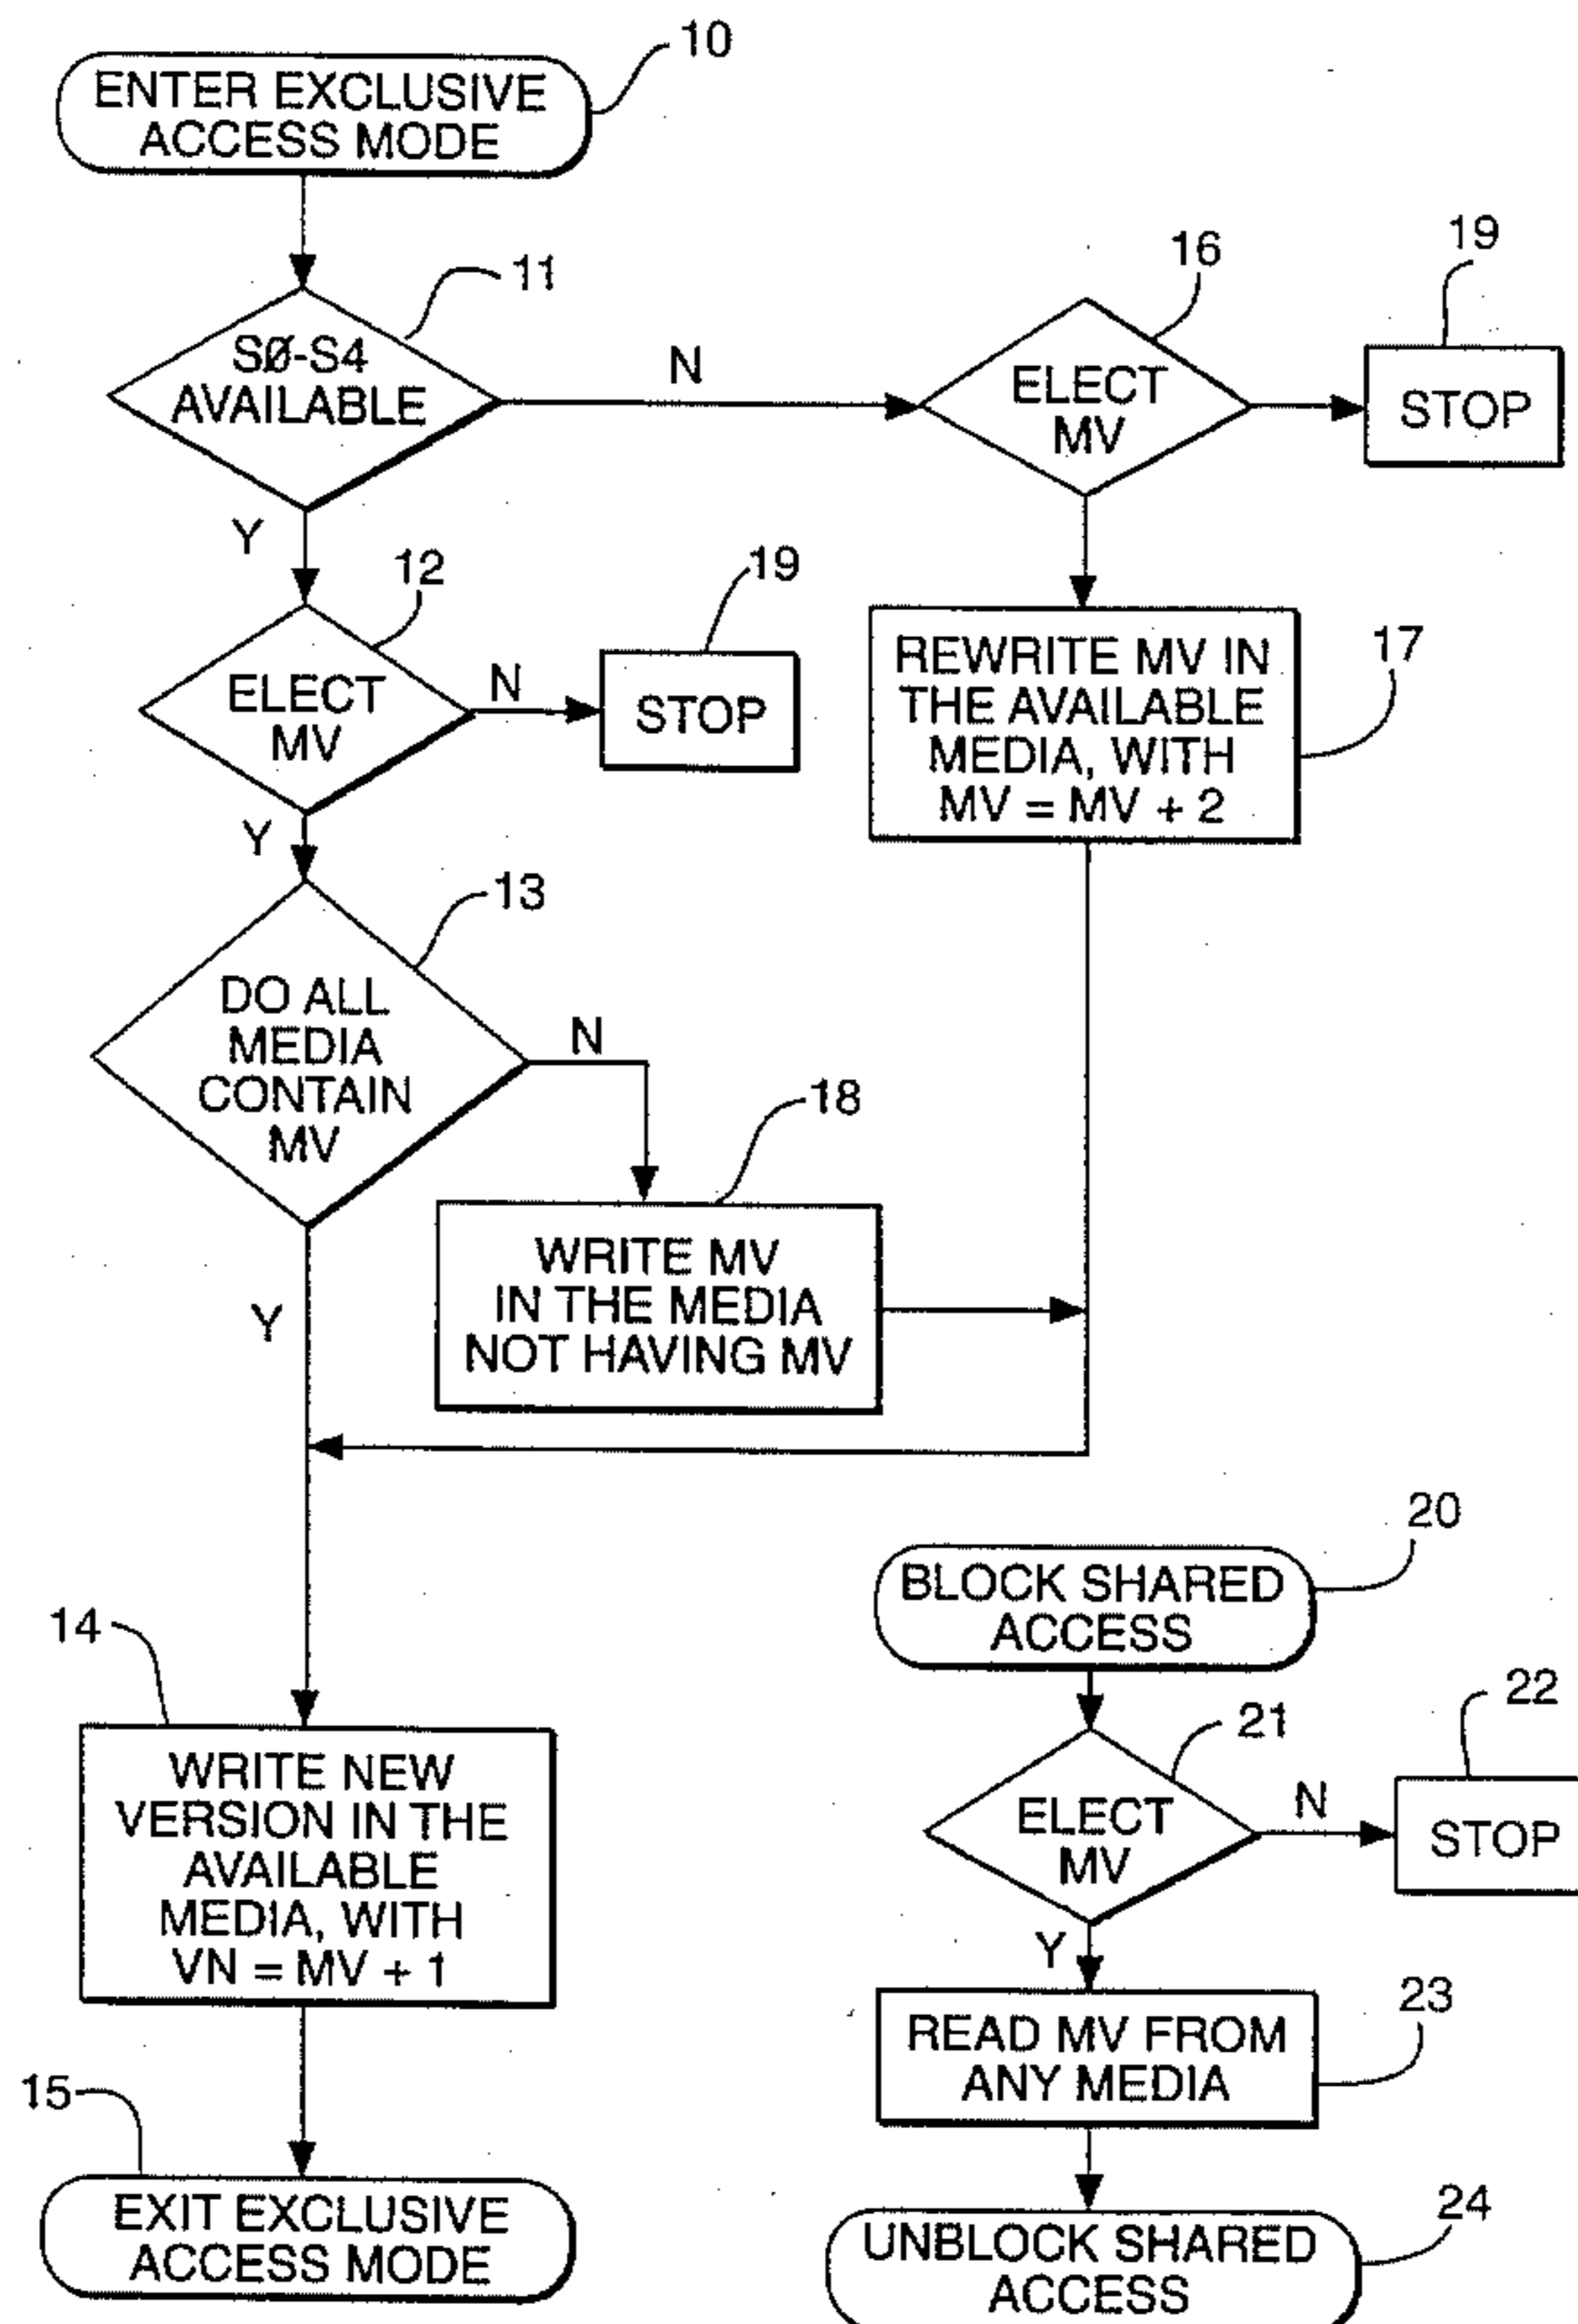 10
ENTER EXCLUSIVE
ACCESS MODE
11
SØ-S4
AVAILABLE
N
Y
16
ELECT
MV
19
STOP
12
ELECT
MV
N
19
STOP
Y
REWRITE MV IN
THE AVAILABLE
MEDIA, WITH
MV = MV + 2
17
13
DO ALL
MEDIA
CONTAIN
MV
N
Y
18
WRITE MV
IN THE MEDIA
NOT HAVING MV
14
WRITE NEW
VERSION IN THE
AVAILABLE
MEDIA, WITH
VN = MV + 1
15
EXIT EXCLUSIVE
ACCESS MODE
20
BLOCK SHARED
ACCESS
21
ELECT
MV
N
22
STOP
Y
READ MV FROM
ANY MEDIA
23
24
UNBLOCK SHARED
ACCESS